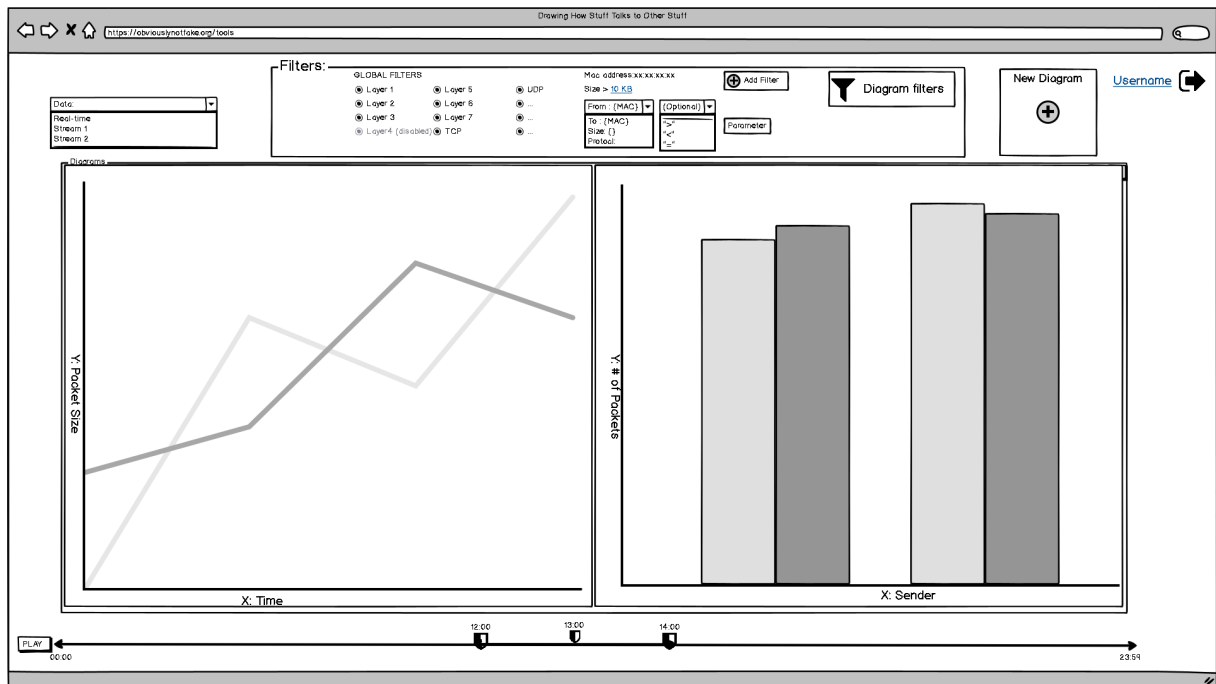 Drawing How Stuff Talks to Other Stuff
https://obviouslynotfake.org/tools
Filters:
GLOBAL FILTERS
Layer 1
Layer 2
Layer 3
Layer4 (disabled)
Layer 5
Layer 6
Layer 7
TCP
UDP
...
...
...
Mac address:xx:xx:xx:xx
Size > 10 KB
From : {MAC}
To : {MAC}
Size: {}
Protocl:
(Optional)
">"
"<"
"="
Add Filter
Parameter
Diagram filters
New Diagram
Username
Data:
Real-time
Stream 1
Stream 2
Diagrams
Y: Packet Size
X: Time
Y: # of Packets
X: Sender
PLAY
00:00
12:00
13:00
14:00
23:59